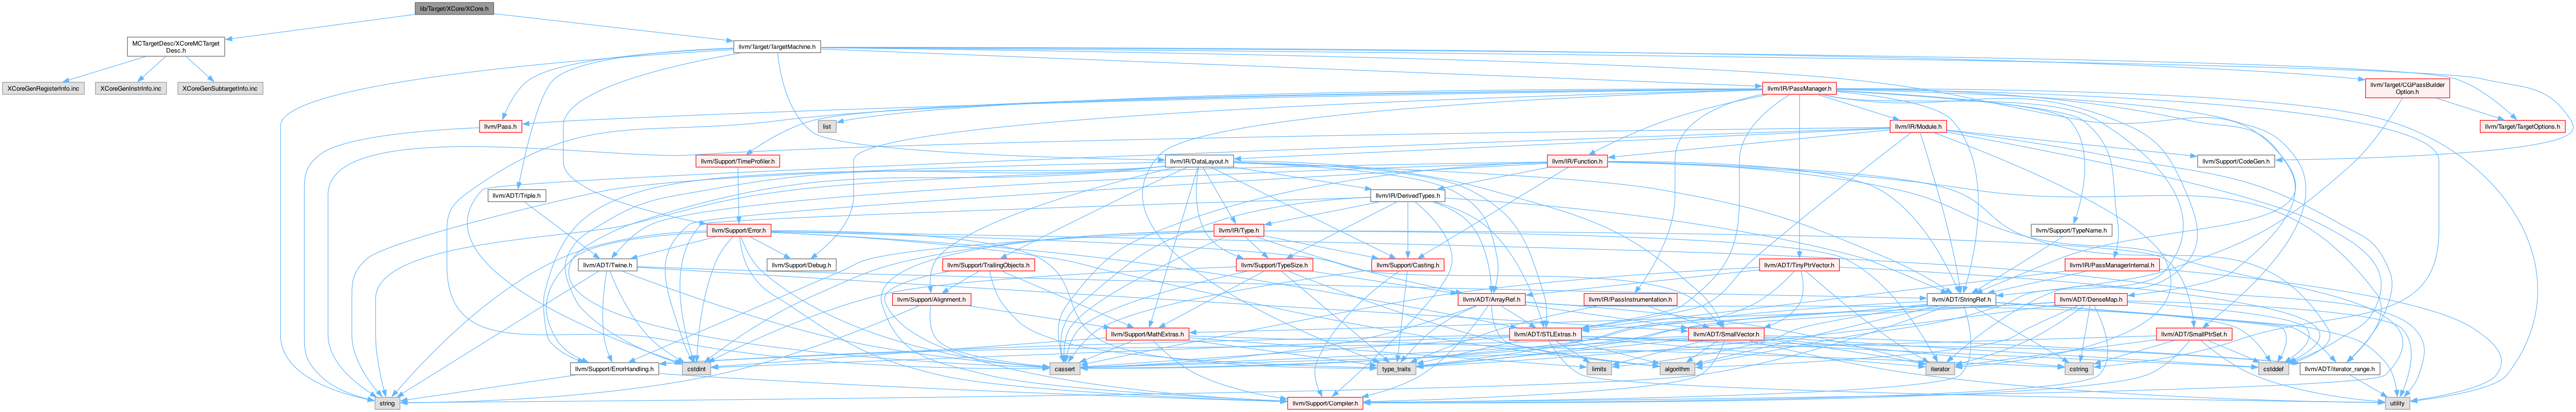 lib/Target/XCore/XCore.h
MCTargetDesc/XCoreMCTarget
Desc.h
llvm/Target/TargetMachine.h
XCoreGenRegisterInfo.inc
XCoreGenInstrInfo.inc
XCoreGenSubtargetInfo.inc
llvm/IR/PassManager.h
llvm/Target/CGPassBuilder
Option.h
llvm/Pass.h
list
llvm/IR/Module.h
llvm/Target/TargetOptions.h
llvm/Support/TimeProfiler.h
llvm/IR/DataLayout.h
llvm/IR/Function.h
llvm/Support/CodeGen.h
llvm/ADT/Triple.h
llvm/IR/DerivedTypes.h
llvm/Support/Error.h
llvm/IR/Type.h
llvm/Support/TypeName.h
llvm/ADT/Twine.h
llvm/Support/Debug.h
llvm/Support/TrailingObjects.h
llvm/Support/TypeSize.h
llvm/Support/Casting.h
llvm/ADT/TinyPtrVector.h
llvm/IR/PassManagerInternal.h
llvm/Support/Alignment.h
llvm/ADT/ArrayRef.h
llvm/IR/PassInstrumentation.h
llvm/ADT/StringRef.h
llvm/ADT/DenseMap.h
llvm/Support/MathExtras.h
llvm/ADT/STLExtras.h
llvm/ADT/SmallVector.h
llvm/ADT/SmallPtrSet.h
llvm/Support/ErrorHandling.h
cstdint
cassert
type_traits
limits
algorithm
iterator
cstring
cstddef
llvm/ADT/iterator_range.h
string
llvm/Support/Compiler.h
utility